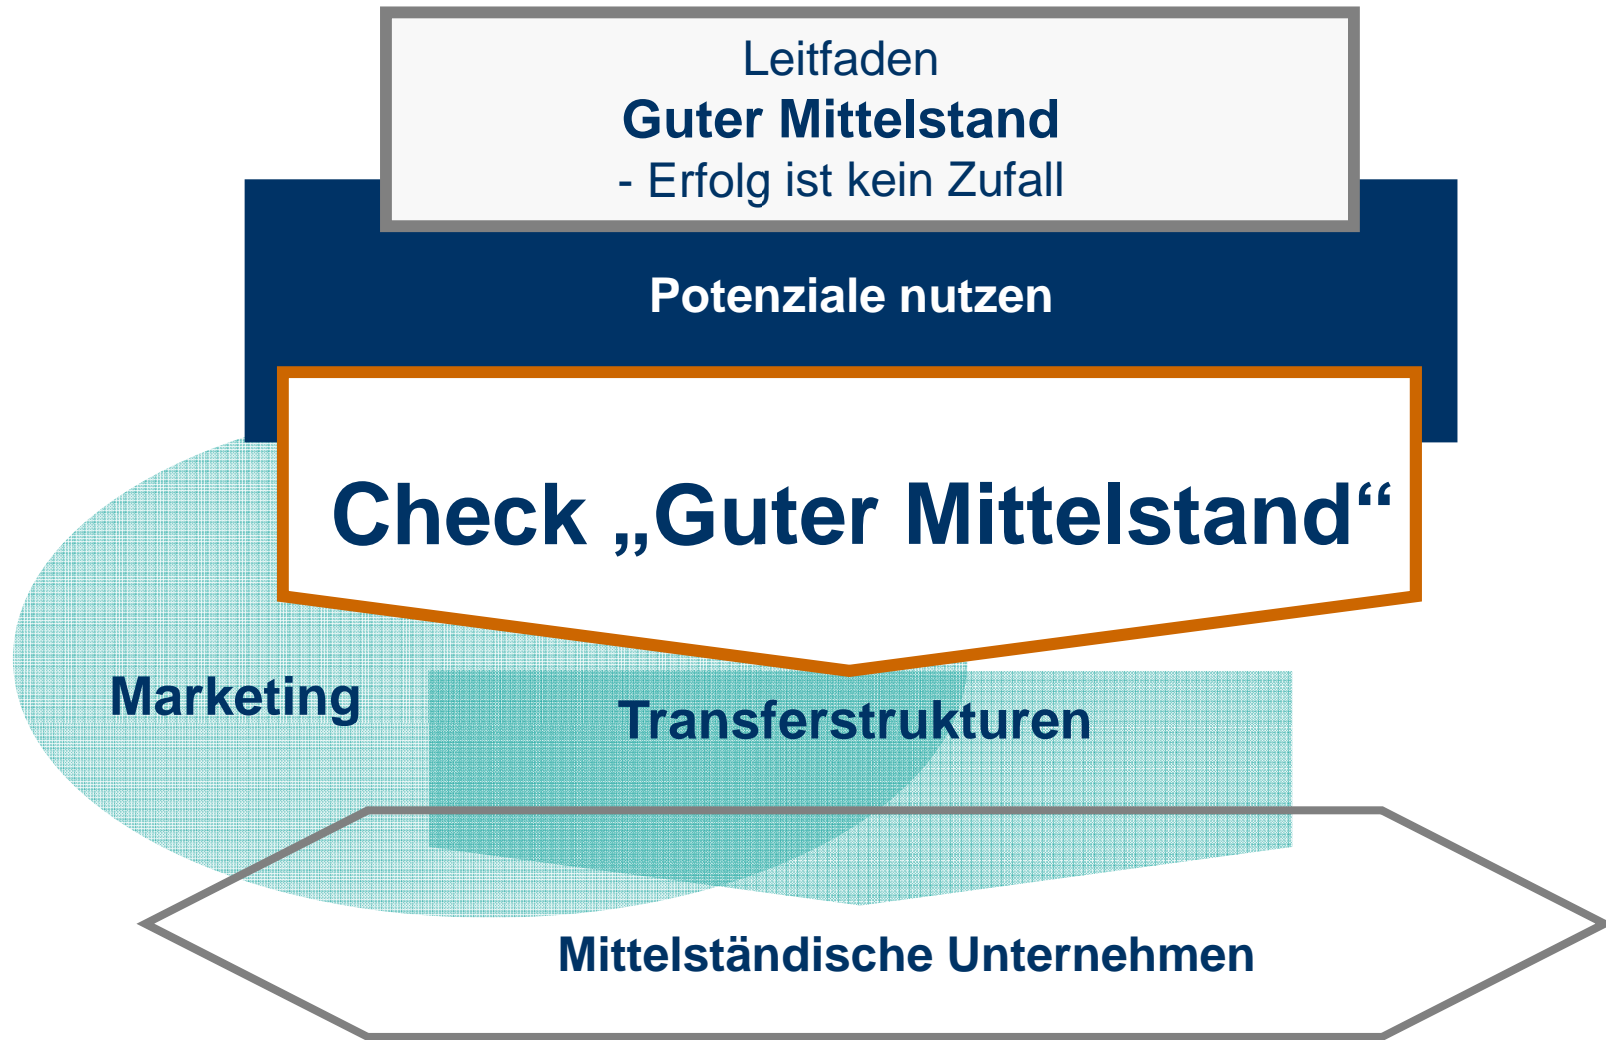 Leitfaden
Guter Mittelstand
- Erfolg ist kein Zufall
Potenziale nutzen
Check „Guter Mittelstand“
Marketing
Transferstrukturen
Mittelständische Unternehmen